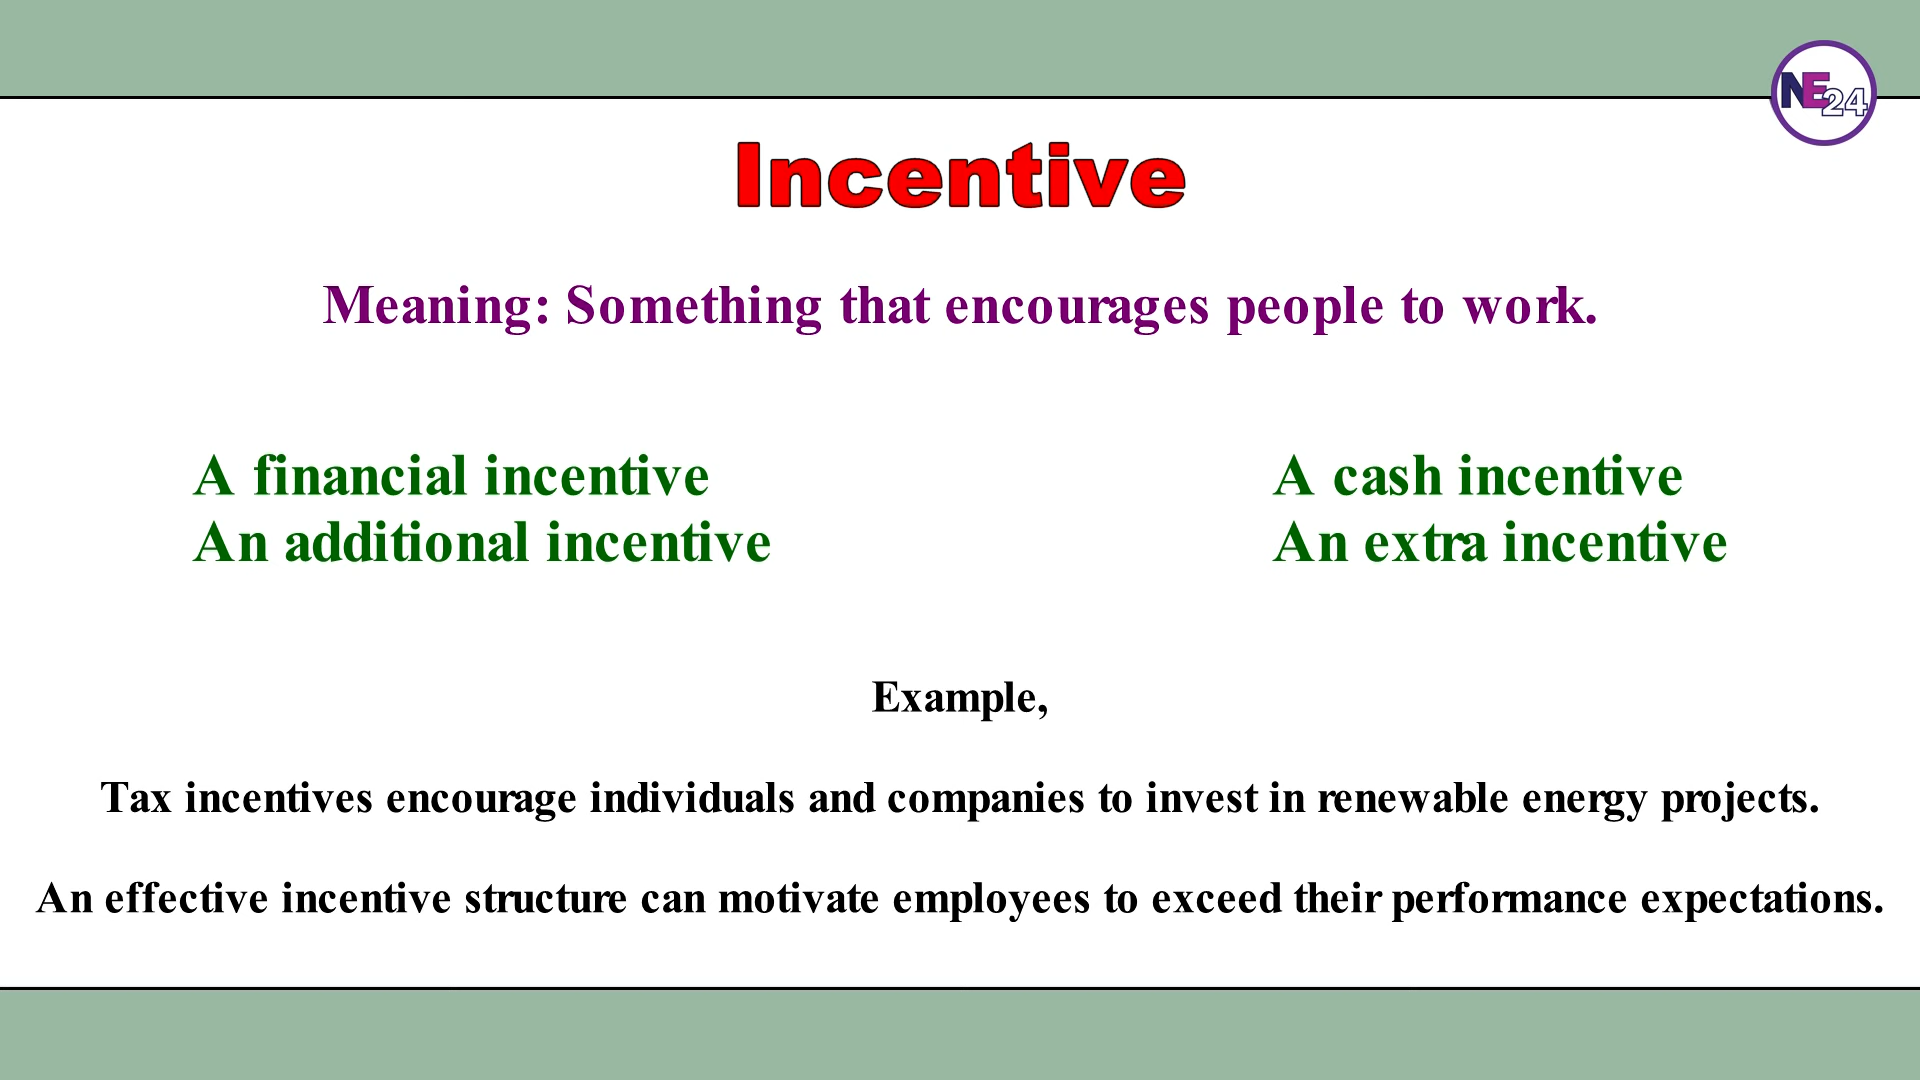 NE24
Incentive
Meaning: Something that encourages people to work.
A financial incentive
An additional incentive
A cash incentive
An extra incentive
Example,
Tax incentives encourage individuals and companies to invest in renewable energy projects.
An effective incentive structure can motivate employees to exceed their performance expectations.